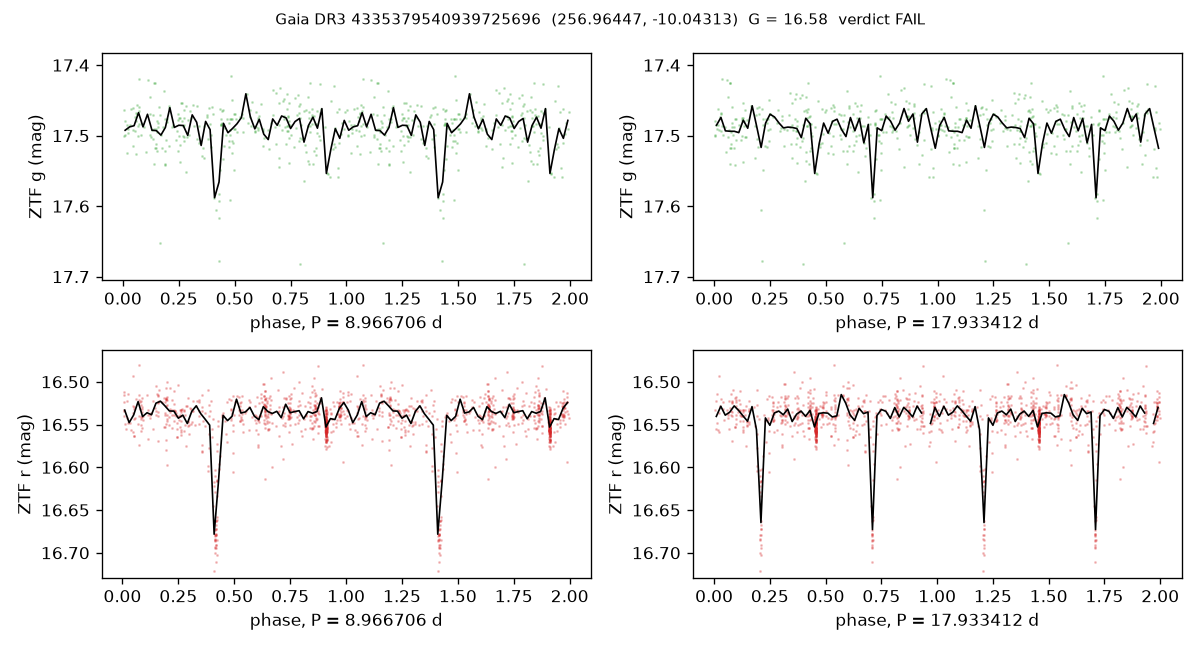 Gaia DR3 4335379540939725696  (256.96447, -10.04313)  G = 16.58  verdict FAIL
17.4
17.5
17.6
17.7
ZTF g (mag)
0.00 0.25 0.50 0.75 1.00 1.25 1.50 1.75 2.00
phase, P = 8.966706 d
17.4
17.5
17.6
17.7
ZTF g (mag)
0.00 0.25 0.50 0.75 1.00 1.25 1.50 1.75 2.00
phase, P = 17.933412 d
16.50
16.55
16.60
16.65
16.70
ZTF r (mag)
0.00 0.25 0.50 0.75 1.00 1.25 1.50 1.75 2.00
phase, P = 8.966706 d
16.50
16.55
16.60
16.65
16.70
ZTF r (mag)
0.00 0.25 0.50 0.75 1.00 1.25 1.50 1.75 2.00
phase, P = 17.933412 d